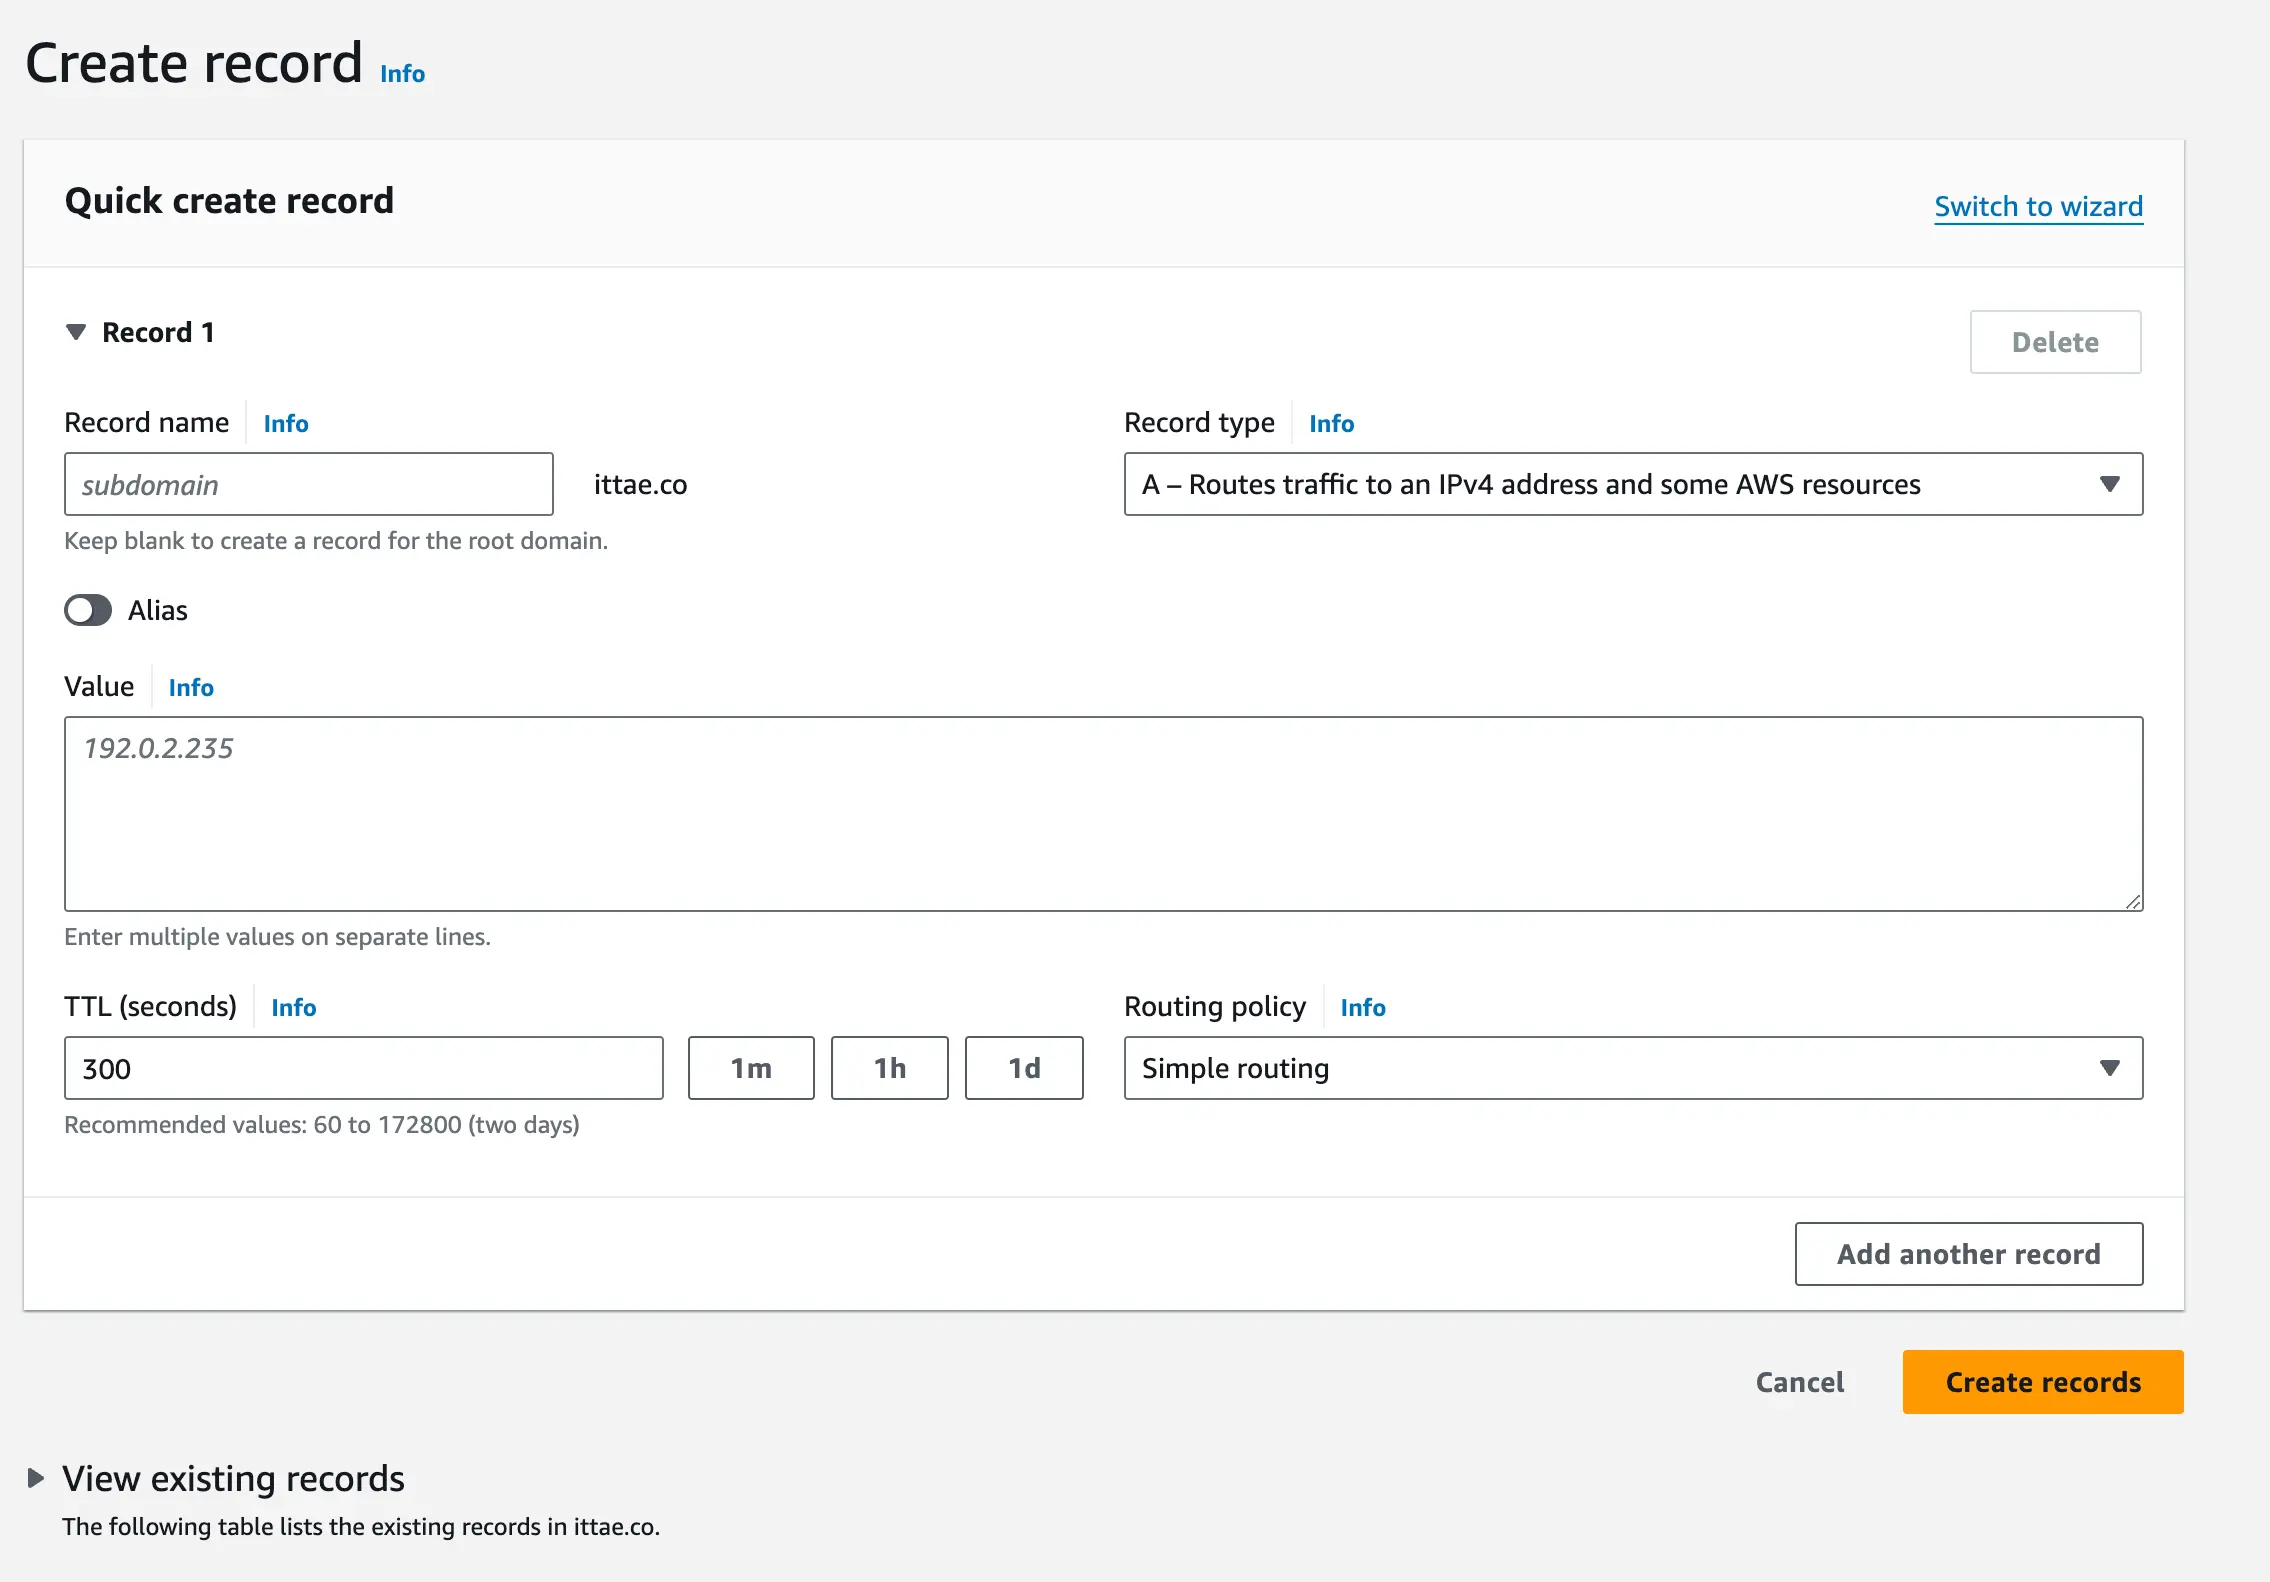 Create record Info
Quick create record
Switch to wizard
Record 1
Delete
Record name Info
Record type Info
subdomain
ittae.co
A – Routes traffic to an IPv4 address and some AWS resources
Keep blank to create a record for the root domain.
Alias
Value Info
192.0.2.235
Enter multiple values on separate lines.
TTL (seconds) Info
Routing policy Info
300
1m
1h
1d
Simple routing
Recommended values: 60 to 172800 (two days)
Add another record
Cancel
Create records
View existing records
The following table lists the existing records in ittae.co.